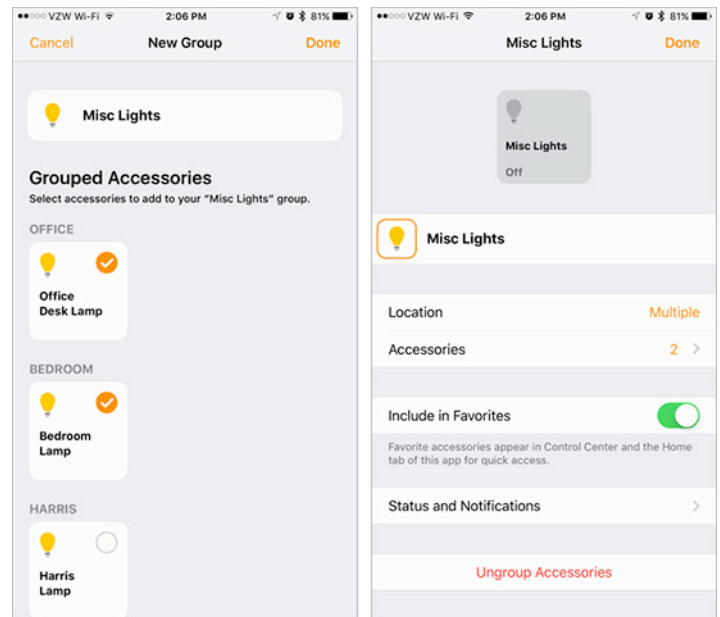 VZW Wi-Fi 2:06 PM 81%
Cancel New Group Done
Misc Lights
Grouped Accessories
Select accessories to add to your "Misc Lights" group.
OFFICE
Office
Desk Lamp
BEDROOM
Bedroom
Lamp
HARRIS
Harris
Lamp
VZW Wi-Fi 2:06 PM 81%
Misc Lights Done
Misc Lights
Off
Misc Lights
Location Multiple
Accessories 2
Include in Favorites
Favorite accessories appear in Control Center and the Home
tab of this app for quick access.
Status and Notifications
Ungroup Accessories